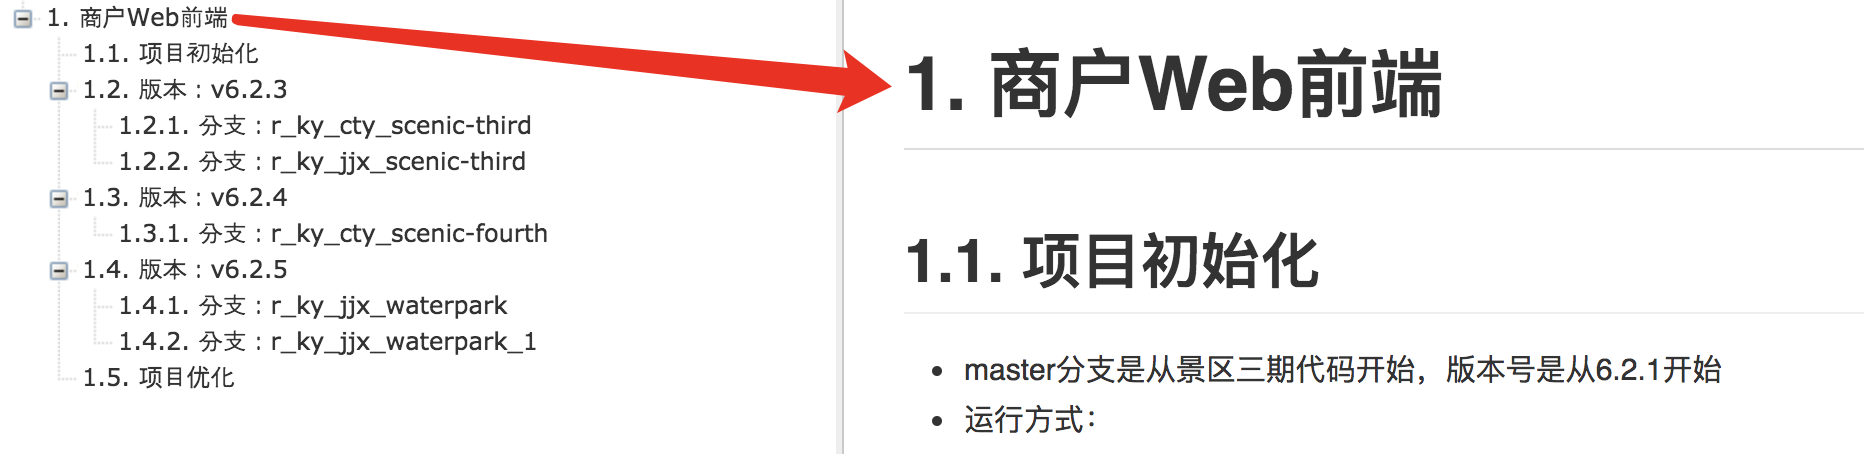 1. 商户Web前端
1.1. 项目初始化
1.2. 版本：v6.2.3
1.2.1. 分支：r_ky_cty_scenic-third
1.2.2. 分支：r_ky_jjx_scenic-third
1.3. 版本：v6.2.4
1.3.1. 分支：r_ky_cty_scenic-fourth
1.4. 版本：v6.2.5
1.4.1. 分支：r_ky_jjx_waterpark
1.4.2. 分支：r_ky_jjx_waterpark_1
1.5. 项目优化
1. 商户Web前端
1.1. 项目初始化
• master分支是从景区三期代码开始，版本号是从6.2.1开始
• 运行方式：